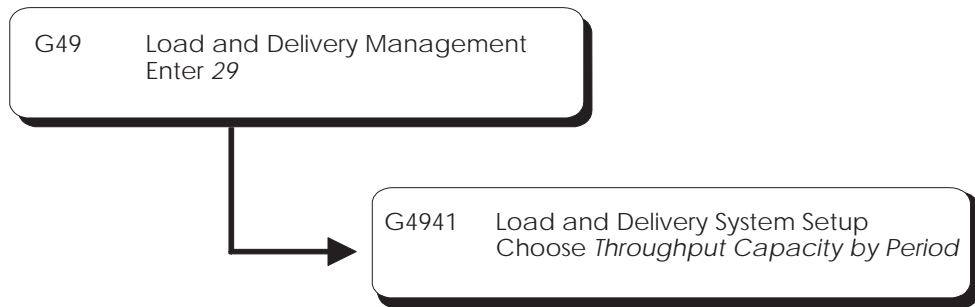 G49 Load and Delivery Management
Enter 29
G4941 Load and Delivery System Setup
Choose Throughput Capacity by Period